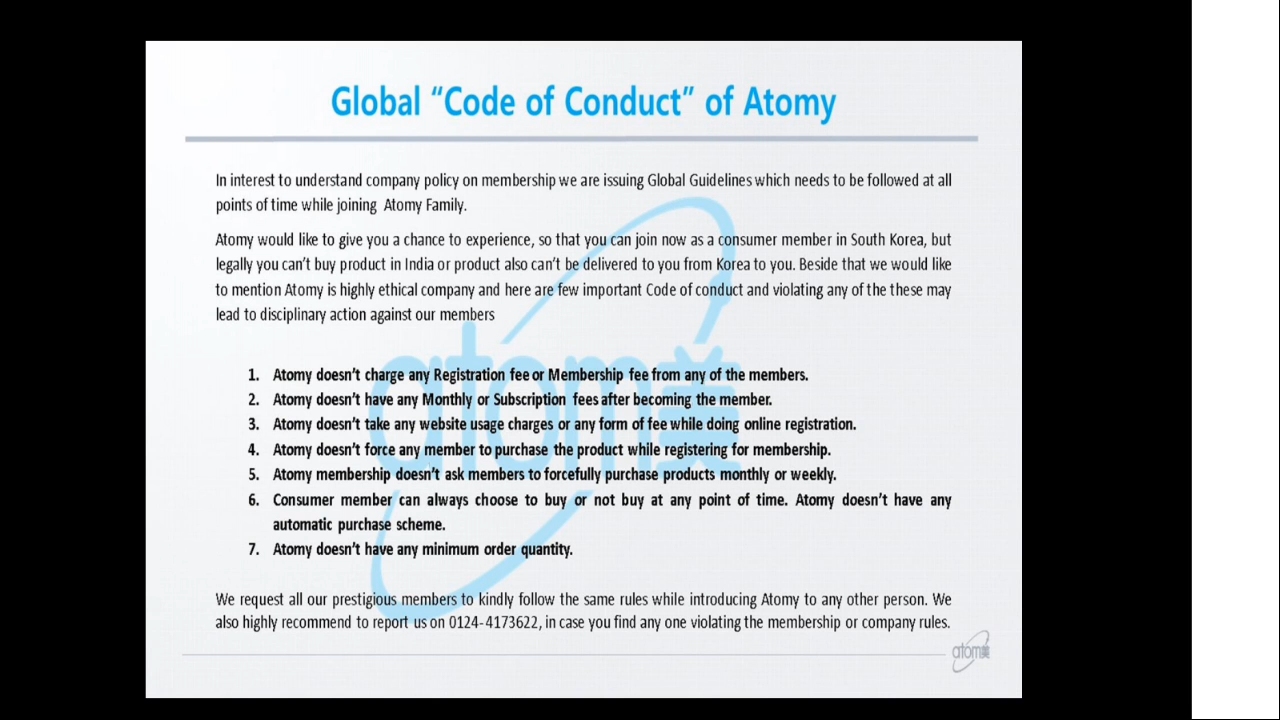 Global “Code of Conduct” of Atomy
In interest to understand company policy on membership we are issuing Global Guidelines which needs to be followed at all
points of time while joining Atomy Family.
Atomy would like to give you a chance to experience, so that you can join now as a consumer member in South Korea, but
legally you can’t buy product in India or product also can’t be delivered to you from Korea to you. Beside that we would like
to mention Atomy is highly ethical company and here are few important Code of conduct and violating any of the these may
lead to disciplinary action against our members
atom美
1. Atomy doesn’t charge any Registration fee or Membership fee from any of the members.
2. Atomy doesn’t have any Monthly or Subscription fees after becoming the member.
3. Atomy doesn’t take any website usage charges or any form of fee while doing online registration.
4. Atomy doesn’t force any member to purchase the product while registering for membership.
5. Atomy membership doesn’t ask members to forcefully purchase products monthly or weekly.
6. Consumer member can always choose to buy or not buy at any point of time. Atomy doesn’t have any
automatic purchase scheme.
7. Atomy doesn’t have any minimum order quantity.
We request all our prestigious members to kindly follow the same rules while introducing Atomy to any other person. We
also highly recommend to report us on 0124-4173622, in case you find any one violating the membership or company rules.
atom美